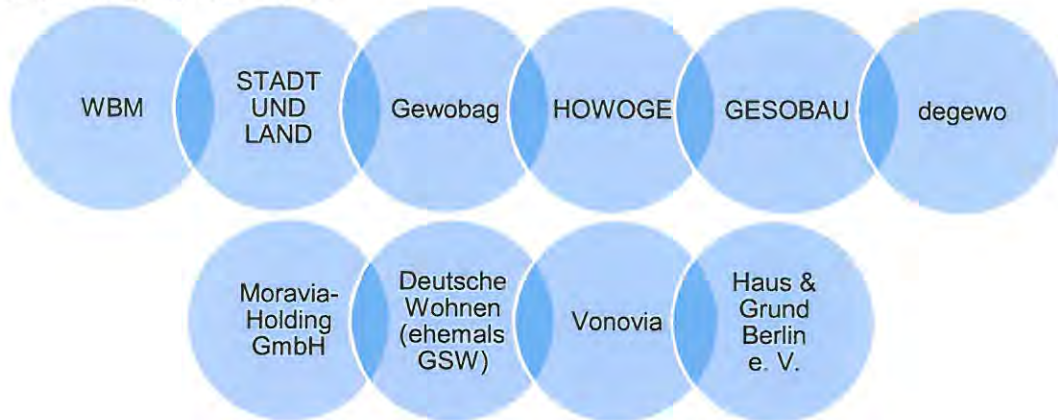 WBM
STADT
UND
LAND
Gewobag
HOWOGE
GESOBAU
degewo
Moravia-
Holding
GmbH
Deutsche
Wohnen
(ehemals
GSW)
Vonovia
Haus &
Grund
Berlin
e. V.